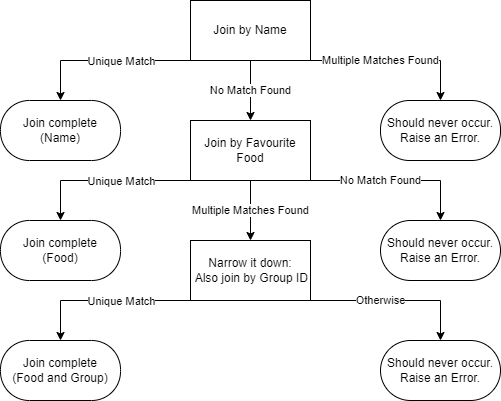 Join by Name
Unique Match
Multiple Matches Found
No Match Found
Join complete
(Name)
Should never occur.
Raise an Error.
Join by Favourite
Food
Unique Match
No Match Found
Multiple Matches Found
Join complete
(Food)
Should never occur.
Raise an Error.
Narrow it down:
Also join by Group ID
Unique Match
Otherwise
Join complete
(Food and Group)
Should never occur.
Raise an Error.